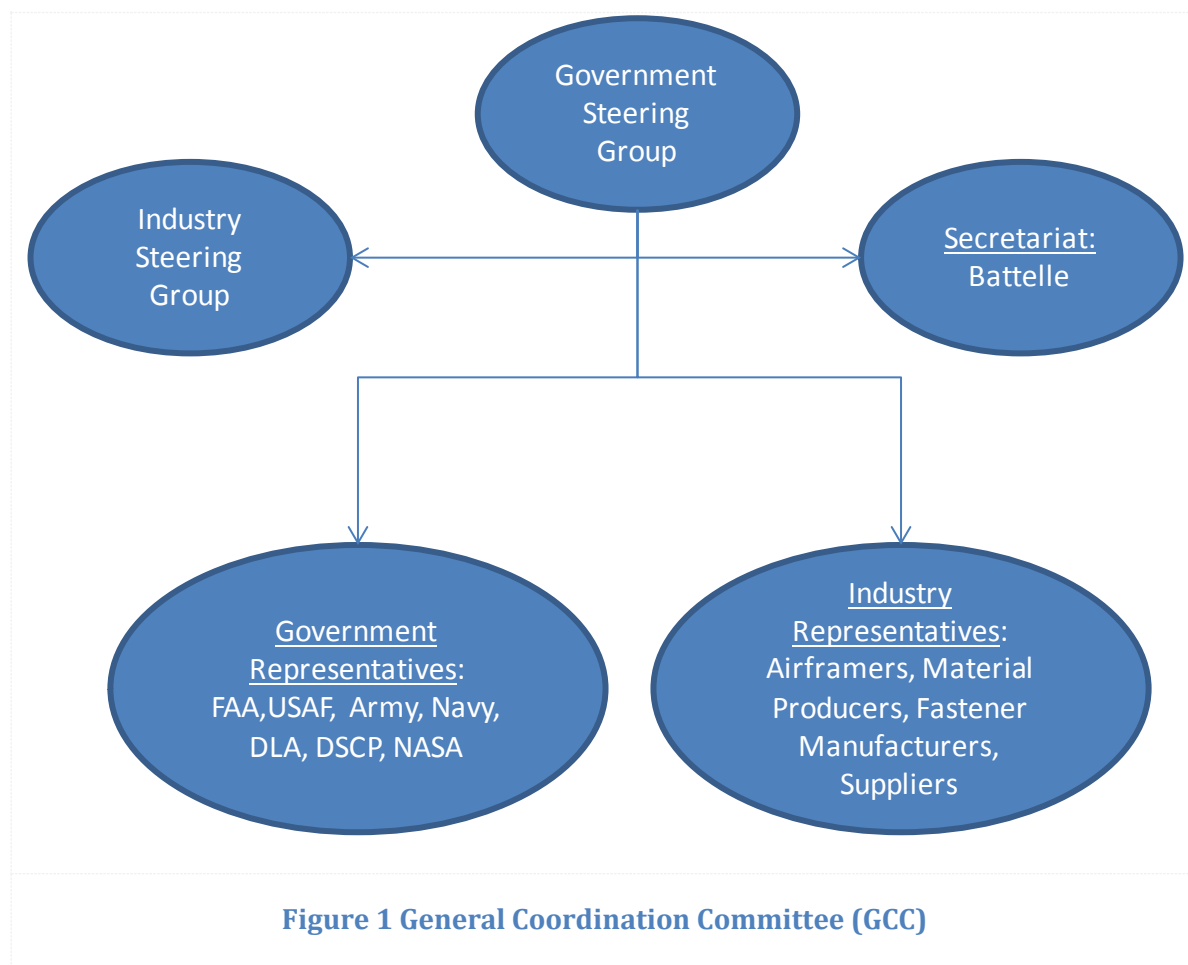 Government
Steering
Group
Industry
Steering
Group
Secretariat:
Battelle
Government
Representatives:
FAA,USAF, Army, Navy,
DLA, DSCP, NASA
Industry
Representatives:
Airframers, Material
Producers, Fastener
Manufacturers,
Suppliers
Figure 1 General Coordination Committee (GCC)